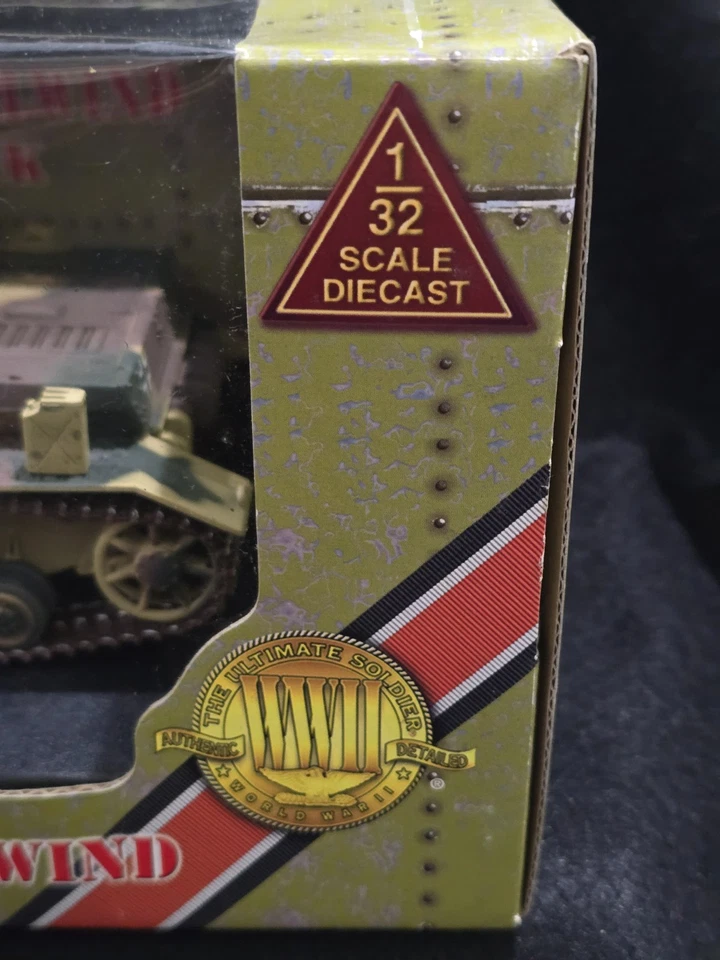 1
32
SCALE
DIECAST
THE ULTIMATE SOLDIER
WWII
AUTHENTIC
DETAILED
WORLD WAR II
®
WIND